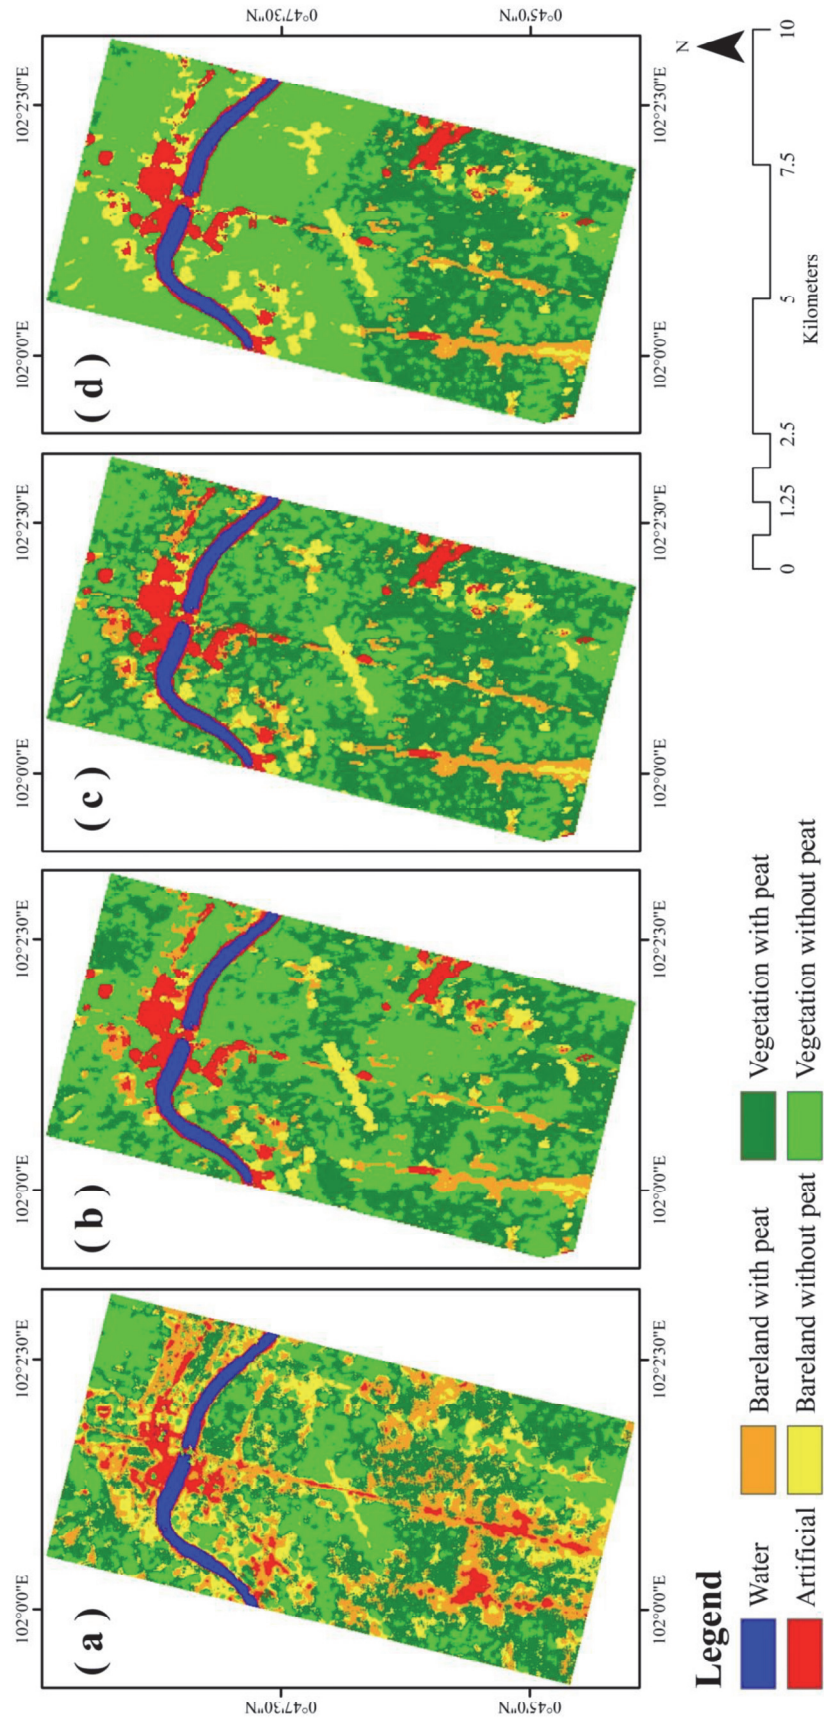 102°0'0"E 102°2'30"E 102°0'0"E 102°2'30"E 102°0'0"E 102°2'30"E 102°0'0"E 102°2'30"E
( a ) ( b ) ( c ) ( d )
0°47'30"N 0°47'30"N
0°45'0"N 0°45'0"N
102°0'0"E 102°2'30"E 102°0'0"E 102°2'30"E 102°0'0"E 102°2'30"E 102°0'0"E 102°2'30"E
N
Legend
Water Bareland with peat Vegetation with peat
Artificial Bareland without peat Vegetation without peat
0 1.25 2.5 5 7.5 10
Kilometers